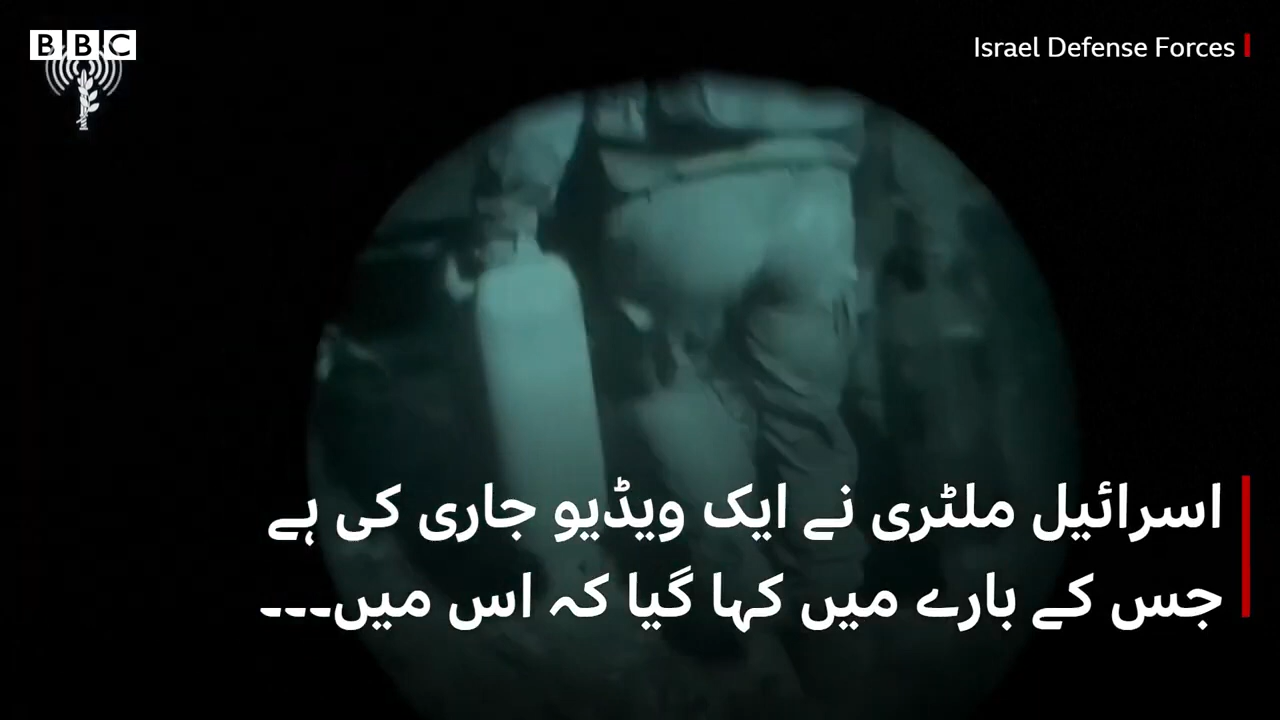 BBC
Israel Defense Forces
اسرائیل ملٹری نے ایک ویڈیو جاری کی ہے
جس کے بارے میں کہا گیا کہ اس میں۔۔۔